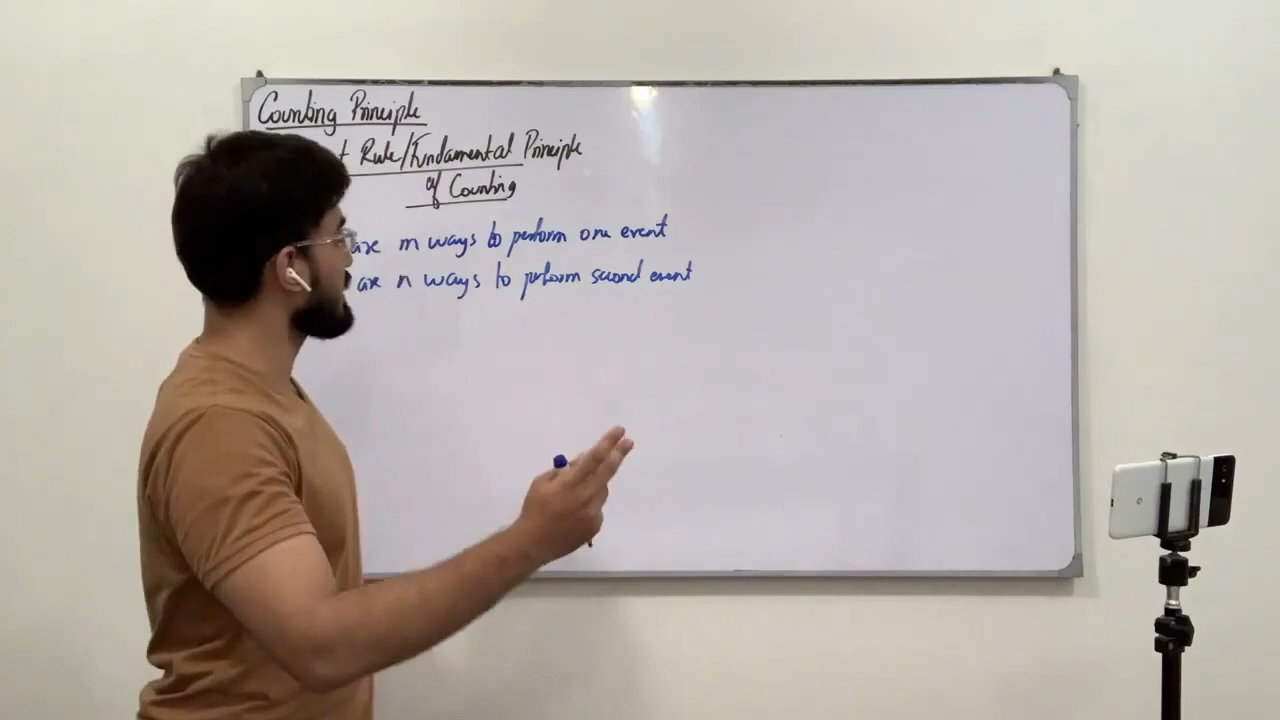 Counting Principle
Rule/Fundamental Principle
of Counting
are m ways to perform one event
are n ways to perform second event